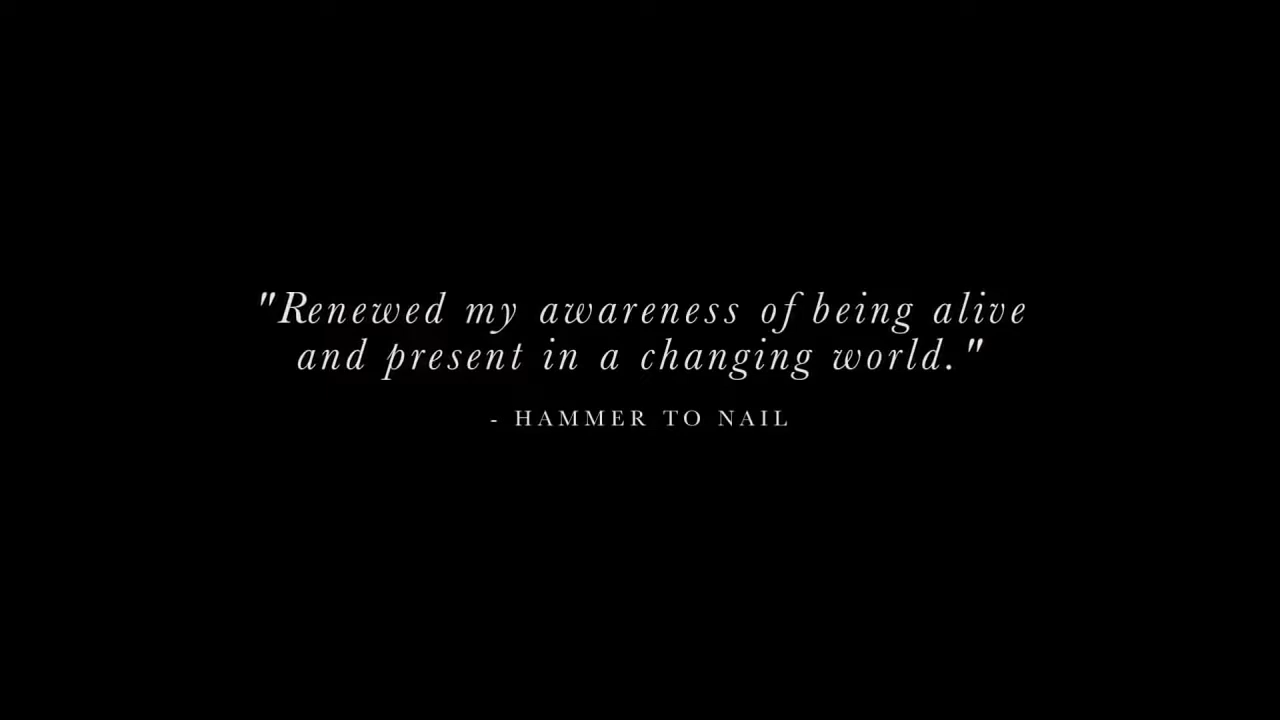 "Renewed my awareness of being alive
and present in a changing world."
- HAMMER TO NAIL